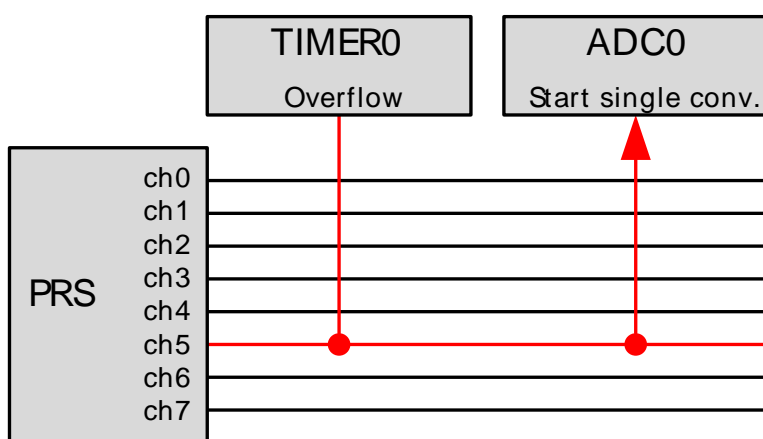 TIMER0
Overflow
ADC0
Start single conv.
PRS
ch0
ch1
ch2
ch3
ch4
ch5
ch6
ch7